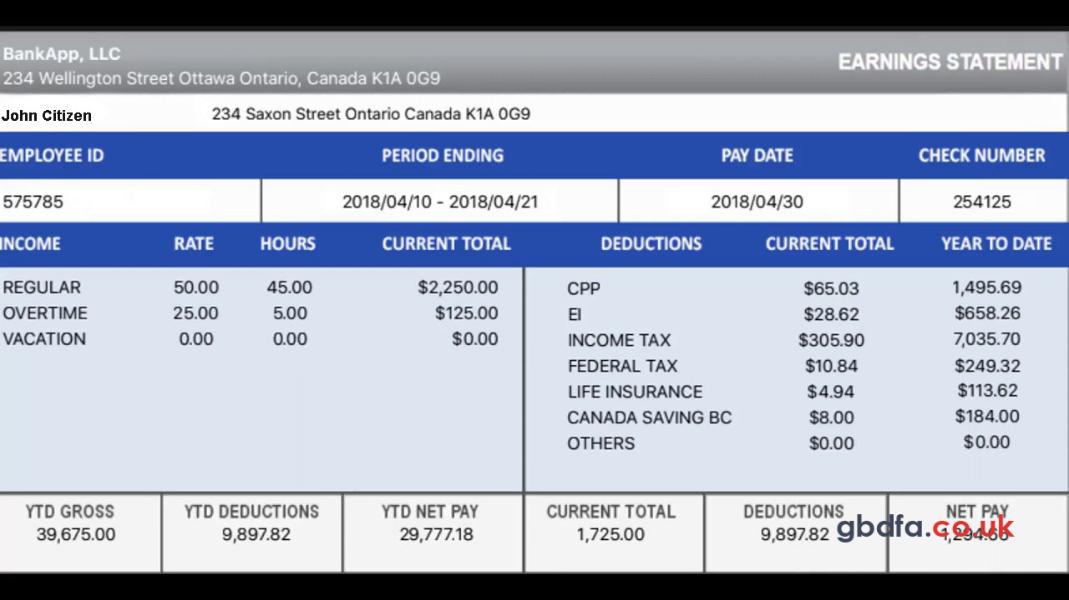 BankApp, LLC
EARNINGS STATEMENT
234 Wellington Street Ottawa Ontario, Canada K1A 0G9
John Citizen 234 Saxon Street Ontario Canada K1A 0G9
EMPLOYEE ID PERIOD ENDING PAY DATE CHECK NUMBER
575785 2018/04/10 - 2018/04/21 2018/04/30 254125
INCOME RATE HOURS CURRENT TOTAL DEDUCTIONS CURRENT TOTAL YEAR TO DATE
REGULAR 50.00 45.00 $2,250.00 CPP $65.03 1,495.69
OVERTIME 25.00 5.00 $125.00 EI $28.62 $658.26
VACATION 0.00 0.00 $0.00 INCOME TAX $305.90 7,035.70
FEDERAL TAX $10.84 $249.32
LIFE INSURANCE $4.94 $113.62
CANADA SAVING BC $8.00 $184.00
OTHERS $0.00 $0.00
YTD GROSS YTD DEDUCTIONS YTD NET PAY CURRENT TOTAL DEDUCTIONS NET PAY
39,675.00 9,897.82 29,777.18 1,725.00 9,897.82
gbdfa.co.uk